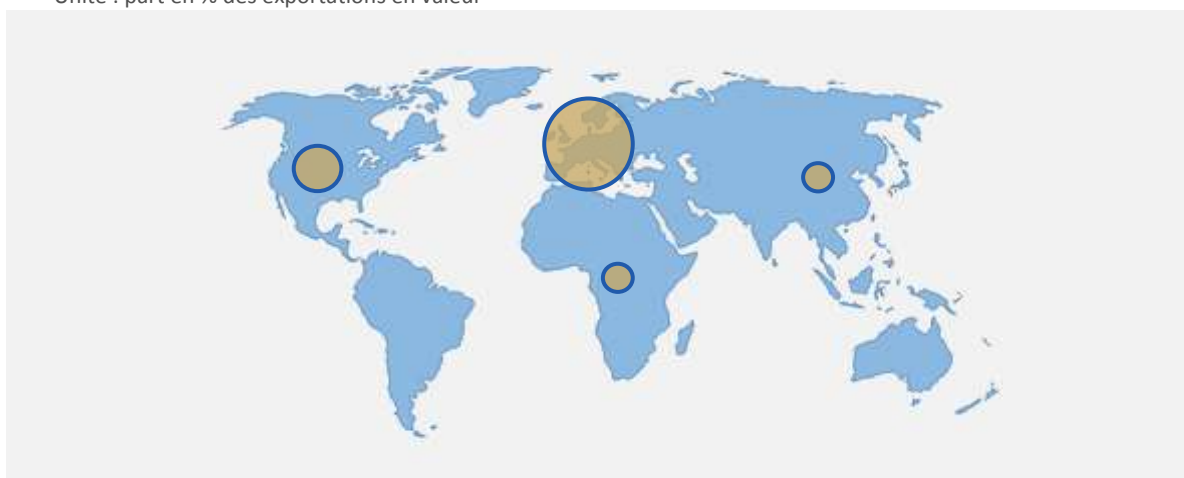 Unité : part en % des exportations en valeur